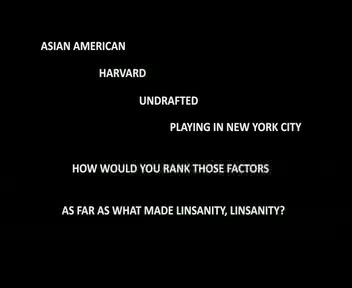 ASIAN AMERICAN
HARVARD
UNDRAFTED
PLAYING IN NEW YORK CITY
HOW WOULD YOU RANK THOSE FACTORS
AS FAR AS WHAT MADE LINSANITY, LINSANITY?